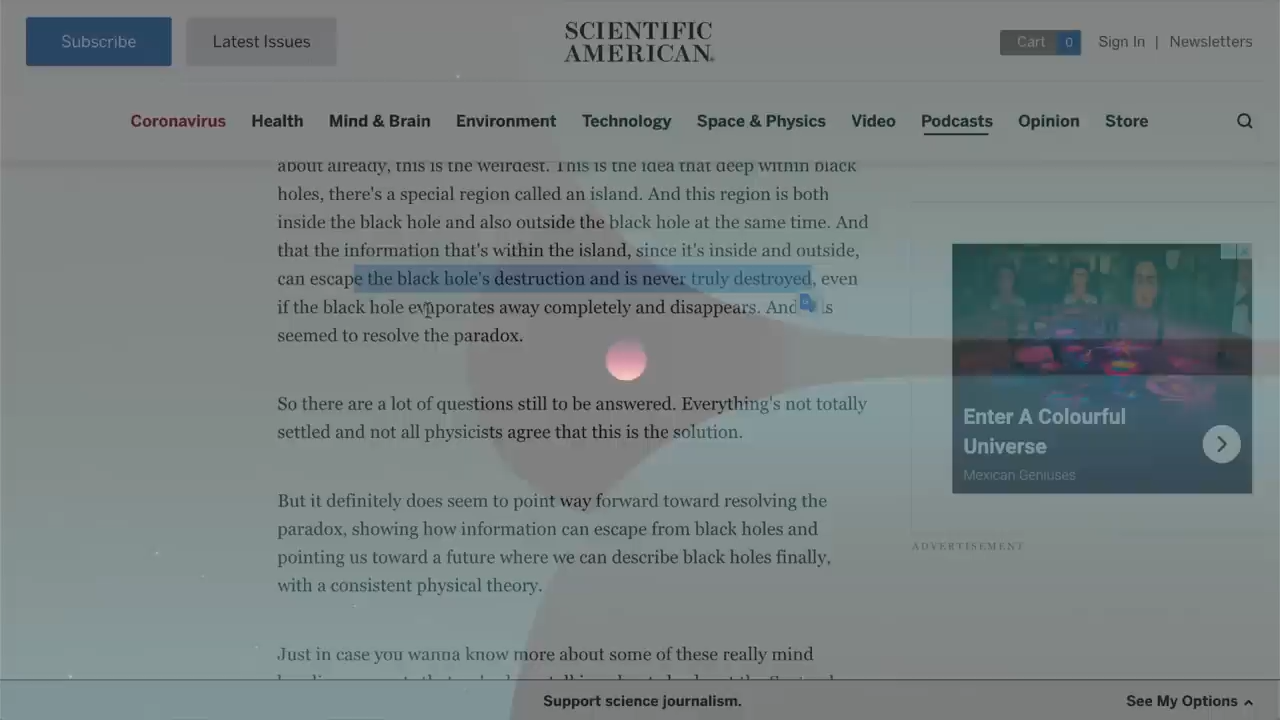 Subscribe
Latest Issues
SCIENTIFIC
AMERICAN
Cart 0
Sign In | Newsletters
Coronavirus Health Mind & Brain Environment Technology Space & Physics Video Podcasts Opinion Store
about already, this is the weirdest. This is the idea that deep within black
holes, there's a special region called an island. And this region is both
inside the black hole and also outside the black hole at the same time. And
that the information that's within the island, since it's inside and outside,
can escape the black hole's destruction and is never truly destroyed, even
if the black hole evaporates away completely and disappears. And s
seemed to resolve the paradox.
So there are a lot of questions still to be answered. Everything's not totally
settled and not all physicists agree that this is the solution.
But it definitely does seem to point way forward toward resolving the
paradox, showing how information can escape from black holes and
pointing us toward a future where we can describe black holes finally,
with a consistent physical theory.
Just in case you wanna know more about some of these really mind
Enter A Colourful
Universe
Mexican Geniuses
ADVERTISEMENT
Support science journalism.
See My Options